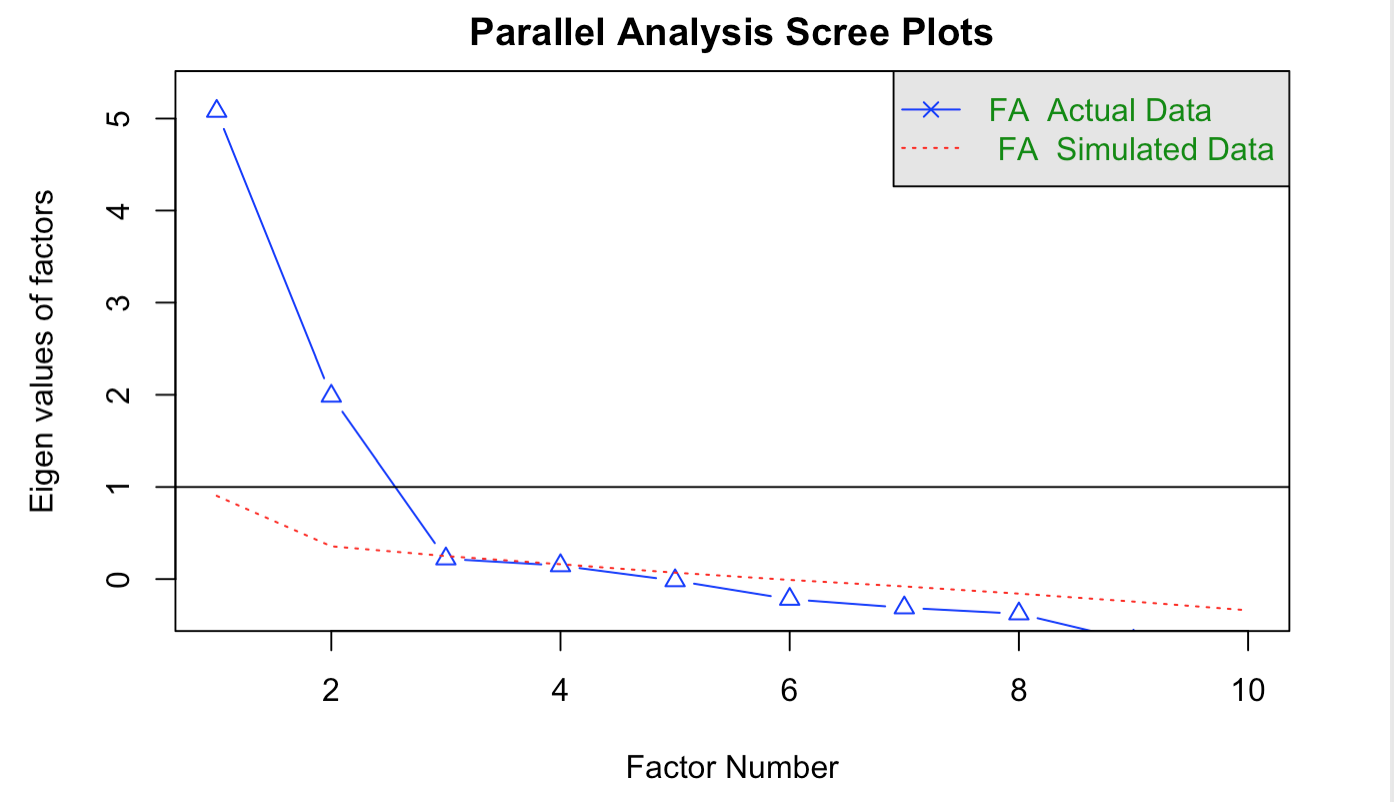 Parallel Analysis Scree Plots
FA Actual Data
FA Simulated Data
Eigen values of factors
5
4
3
2
1
0
2
4
6
8
10
Factor Number